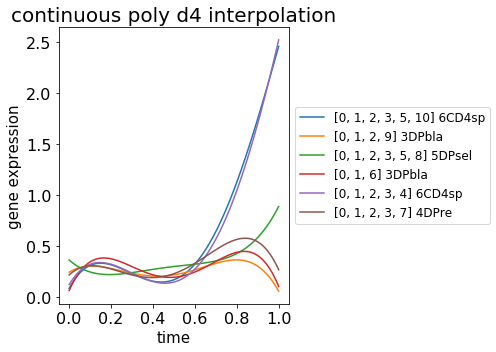 continuous poly d4 interpolation
gene expression
2.5
2.0
1.5
1.0
0.5
0.0
0.0 0.2 0.4 0.6 0.8 1.0
time
[0, 1, 2, 3, 5, 10] 6CD4sp
[0, 1, 2, 9] 3DPbla
[0, 1, 2, 3, 5, 8] 5DPsel
[0, 1, 6] 3DPbla
[0, 1, 2, 3, 4] 6CD4sp
[0, 1, 2, 3, 7] 4DPre